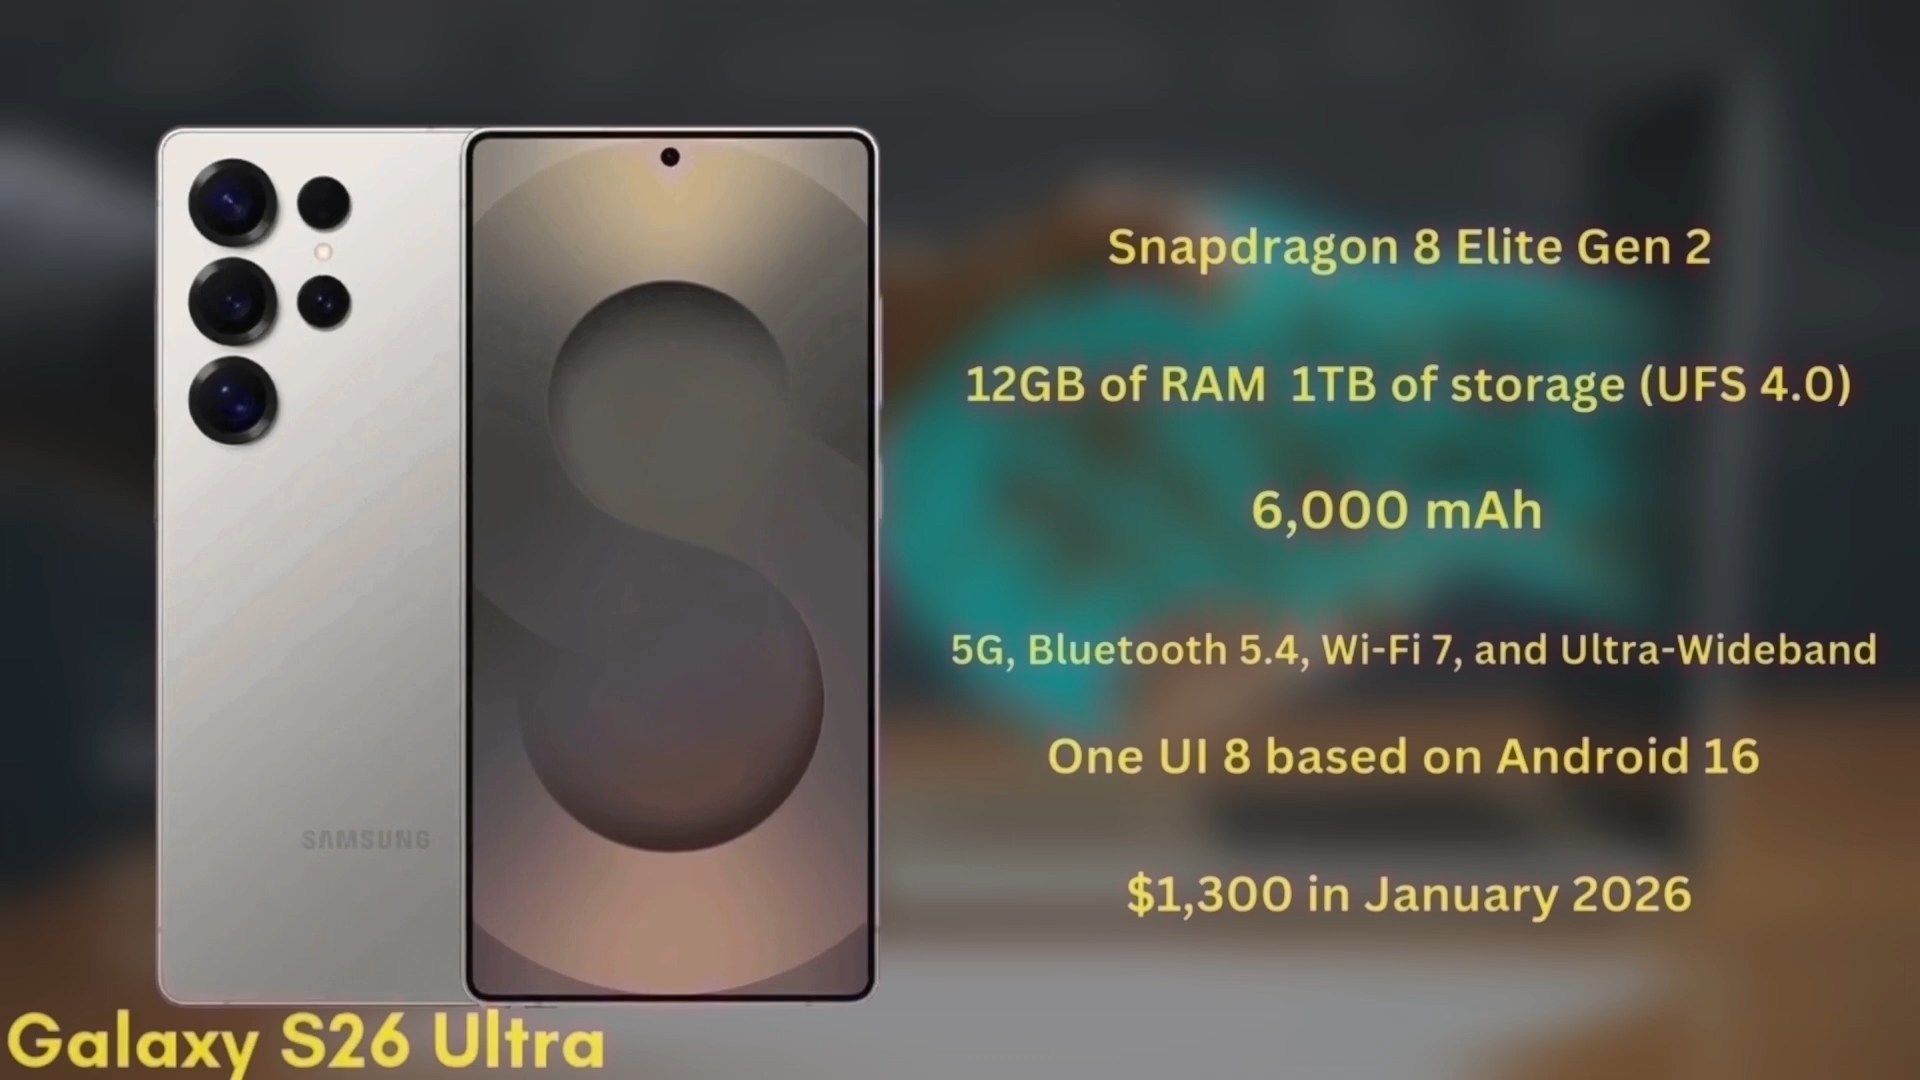 Snapdragon 8 Elite Gen 2
12GB of RAM 1TB of storage (UFS 4.0)
6,000 mAh
5G, Bluetooth 5.4, Wi-Fi 7, and Ultra-Wideband
One UI 8 based on Android 16
SAMSUNG
$1,300 in January 2026
Galaxy S26 Ultra